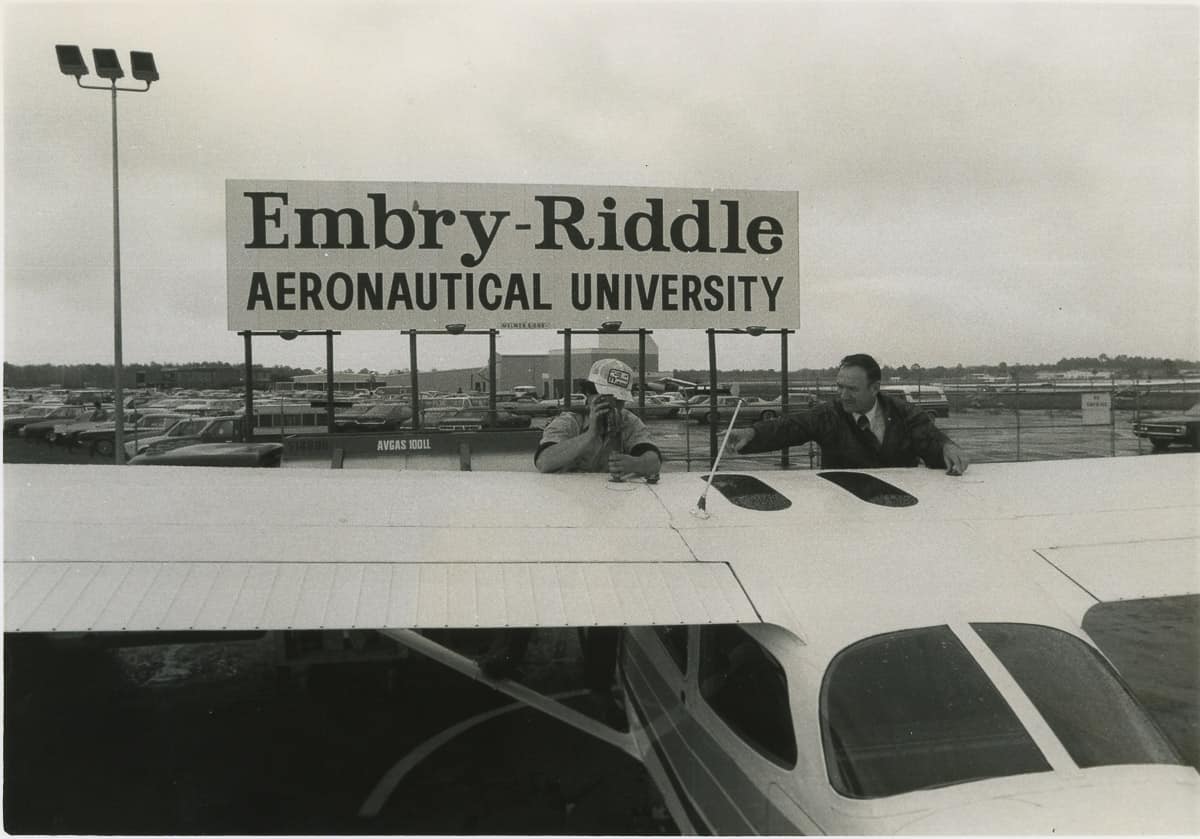 Embry-Riddle
AERONAUTICAL UNIVERSITY
AVGAS 100LL